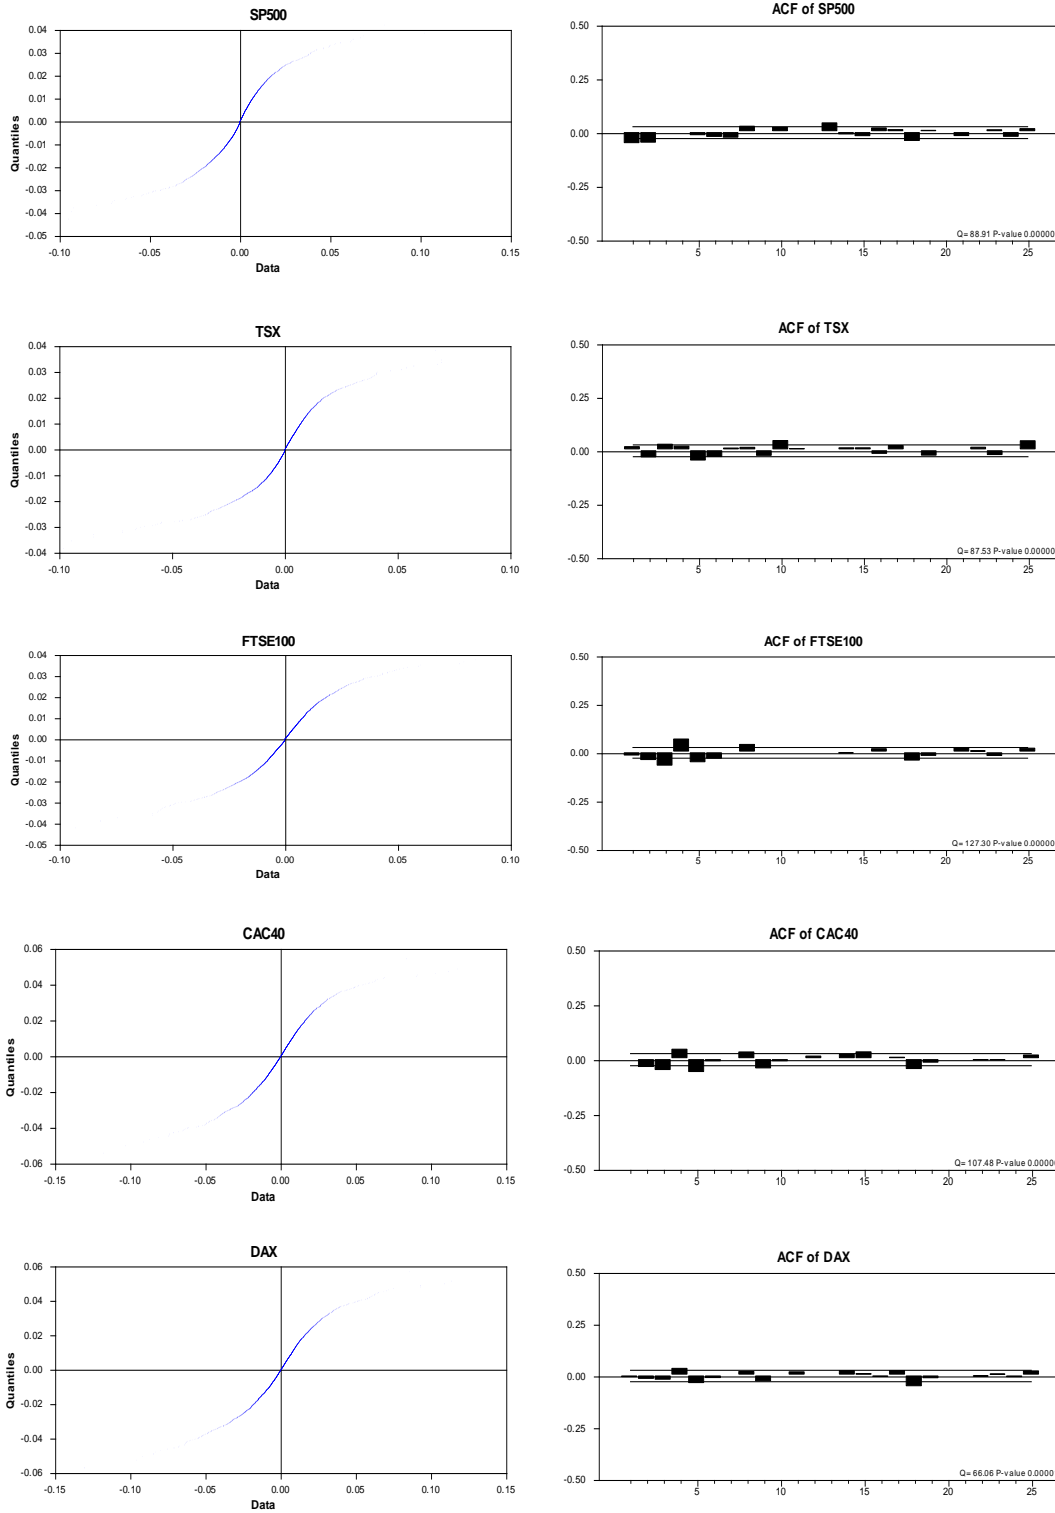 SP500
0.04
0.03
0.02
0.01
0.00
-0.01
-0.02
-0.03
-0.04
-0.05
Quantiles
-0.10 -0.05 0.00 0.05 0.10 0.15
Data
ACF of SP500
0.50
0.25
0.00
-0.25
-0.50
Q= 88.91 P-value 0.00000
5 10 15 20 25
TSX
0.04
0.03
0.02
0.01
0.00
-0.01
-0.02
-0.03
-0.04
Quantiles
-0.10 -0.05 0.00 0.05 0.10
Data
ACF of TSX
0.50
0.25
0.00
-0.25
-0.50
Q= 87.53 P-value 0.00000
5 10 15 20 25
FTSE100
0.04
0.03
0.02
0.01
0.00
-0.01
-0.02
-0.03
-0.04
-0.05
Quantiles
-0.10 -0.05 0.00 0.05 0.10
Data
ACF of FTSE100
0.50
0.25
0.00
-0.25
-0.50
Q= 127.30 P-value 0.00000
5 10 15 20 25
CAC40
0.06
0.04
0.02
0.00
-0.02
-0.04
-0.06
Quantiles
-0.15 -0.10 -0.05 0.00 0.05 0.10 0.15
Data
ACF of CAC40
0.50
0.25
0.00
-0.25
-0.50
Q= 107.48 P-value 0.00000
5 10 15 20 25
DAX
0.06
0.04
0.02
0.00
-0.02
-0.04
-0.06
Quantiles
-0.15 -0.10 -0.05 0.00 0.05 0.10 0.15
Data
ACF of DAX
0.50
0.25
0.00
-0.25
-0.50
Q= 66.06 P-value 0.0000
5 10 15 20 25